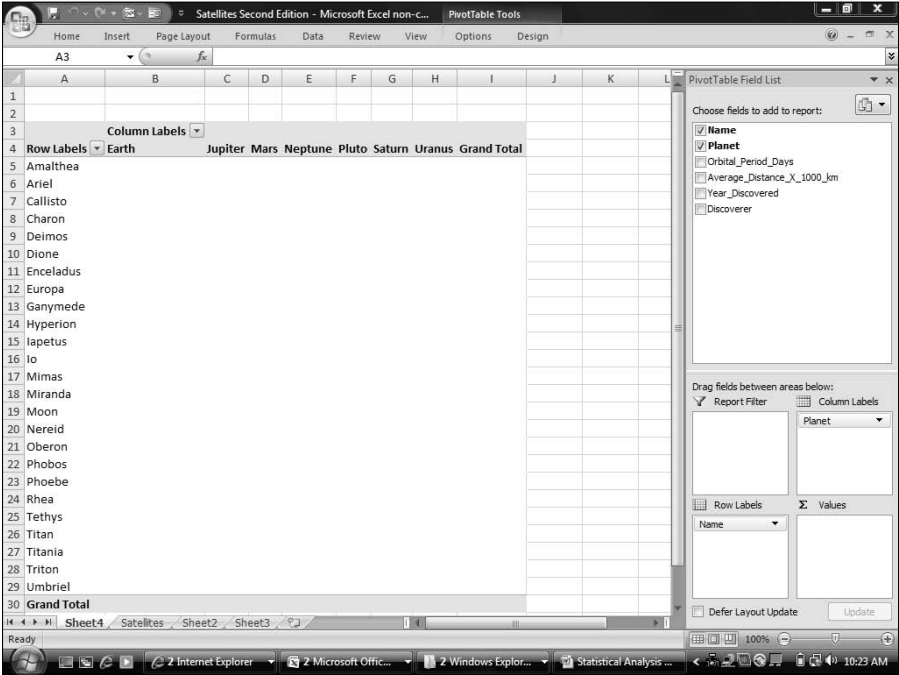 Satellites Second Edition - Microsoft Excel non-c... PivotTable Tools
Home Insert Page Layout Formulas Data Review View Options Design
A3 fx
A B C D E F G H I J K L
PivotTable Field List
Choose fields to add to report:
Name
Planet
Orbital_Period_Days
Average_Distance_X_1000_km
Year_Discovered
Discoverer
1
2
3 Column Labels
4 Row Labels Earth Jupiter Mars Neptune Pluto Saturn Uranus Grand Total
5 Amalthea
6 Ariel
7 Callisto
8 Charon
9 Deimos
10 Dione
11 Enceladus
12 Europa
13 Ganymede
14 Hyperion
15 Iapetus
16 Io
17 Mimas
18 Miranda
19 Moon
20 Nereid
21 Oberon
22 Phobos
23 Phoebe
24 Rhea
25 Tethys
26 Titan
27 Titania
28 Triton
29 Umbriel
30 Grand Total
Drag fields between areas below:
Report Filter Column Labels
Planet
Row Labels Σ Values
Name
Defer Layout Update Update
Sheet4 Satellites Sheet2 Sheet3
Ready 100%
2 Internet Explorer 2 Microsoft Offic... 2 Windows Explor... Statistical Analysis ... 10:23 AM